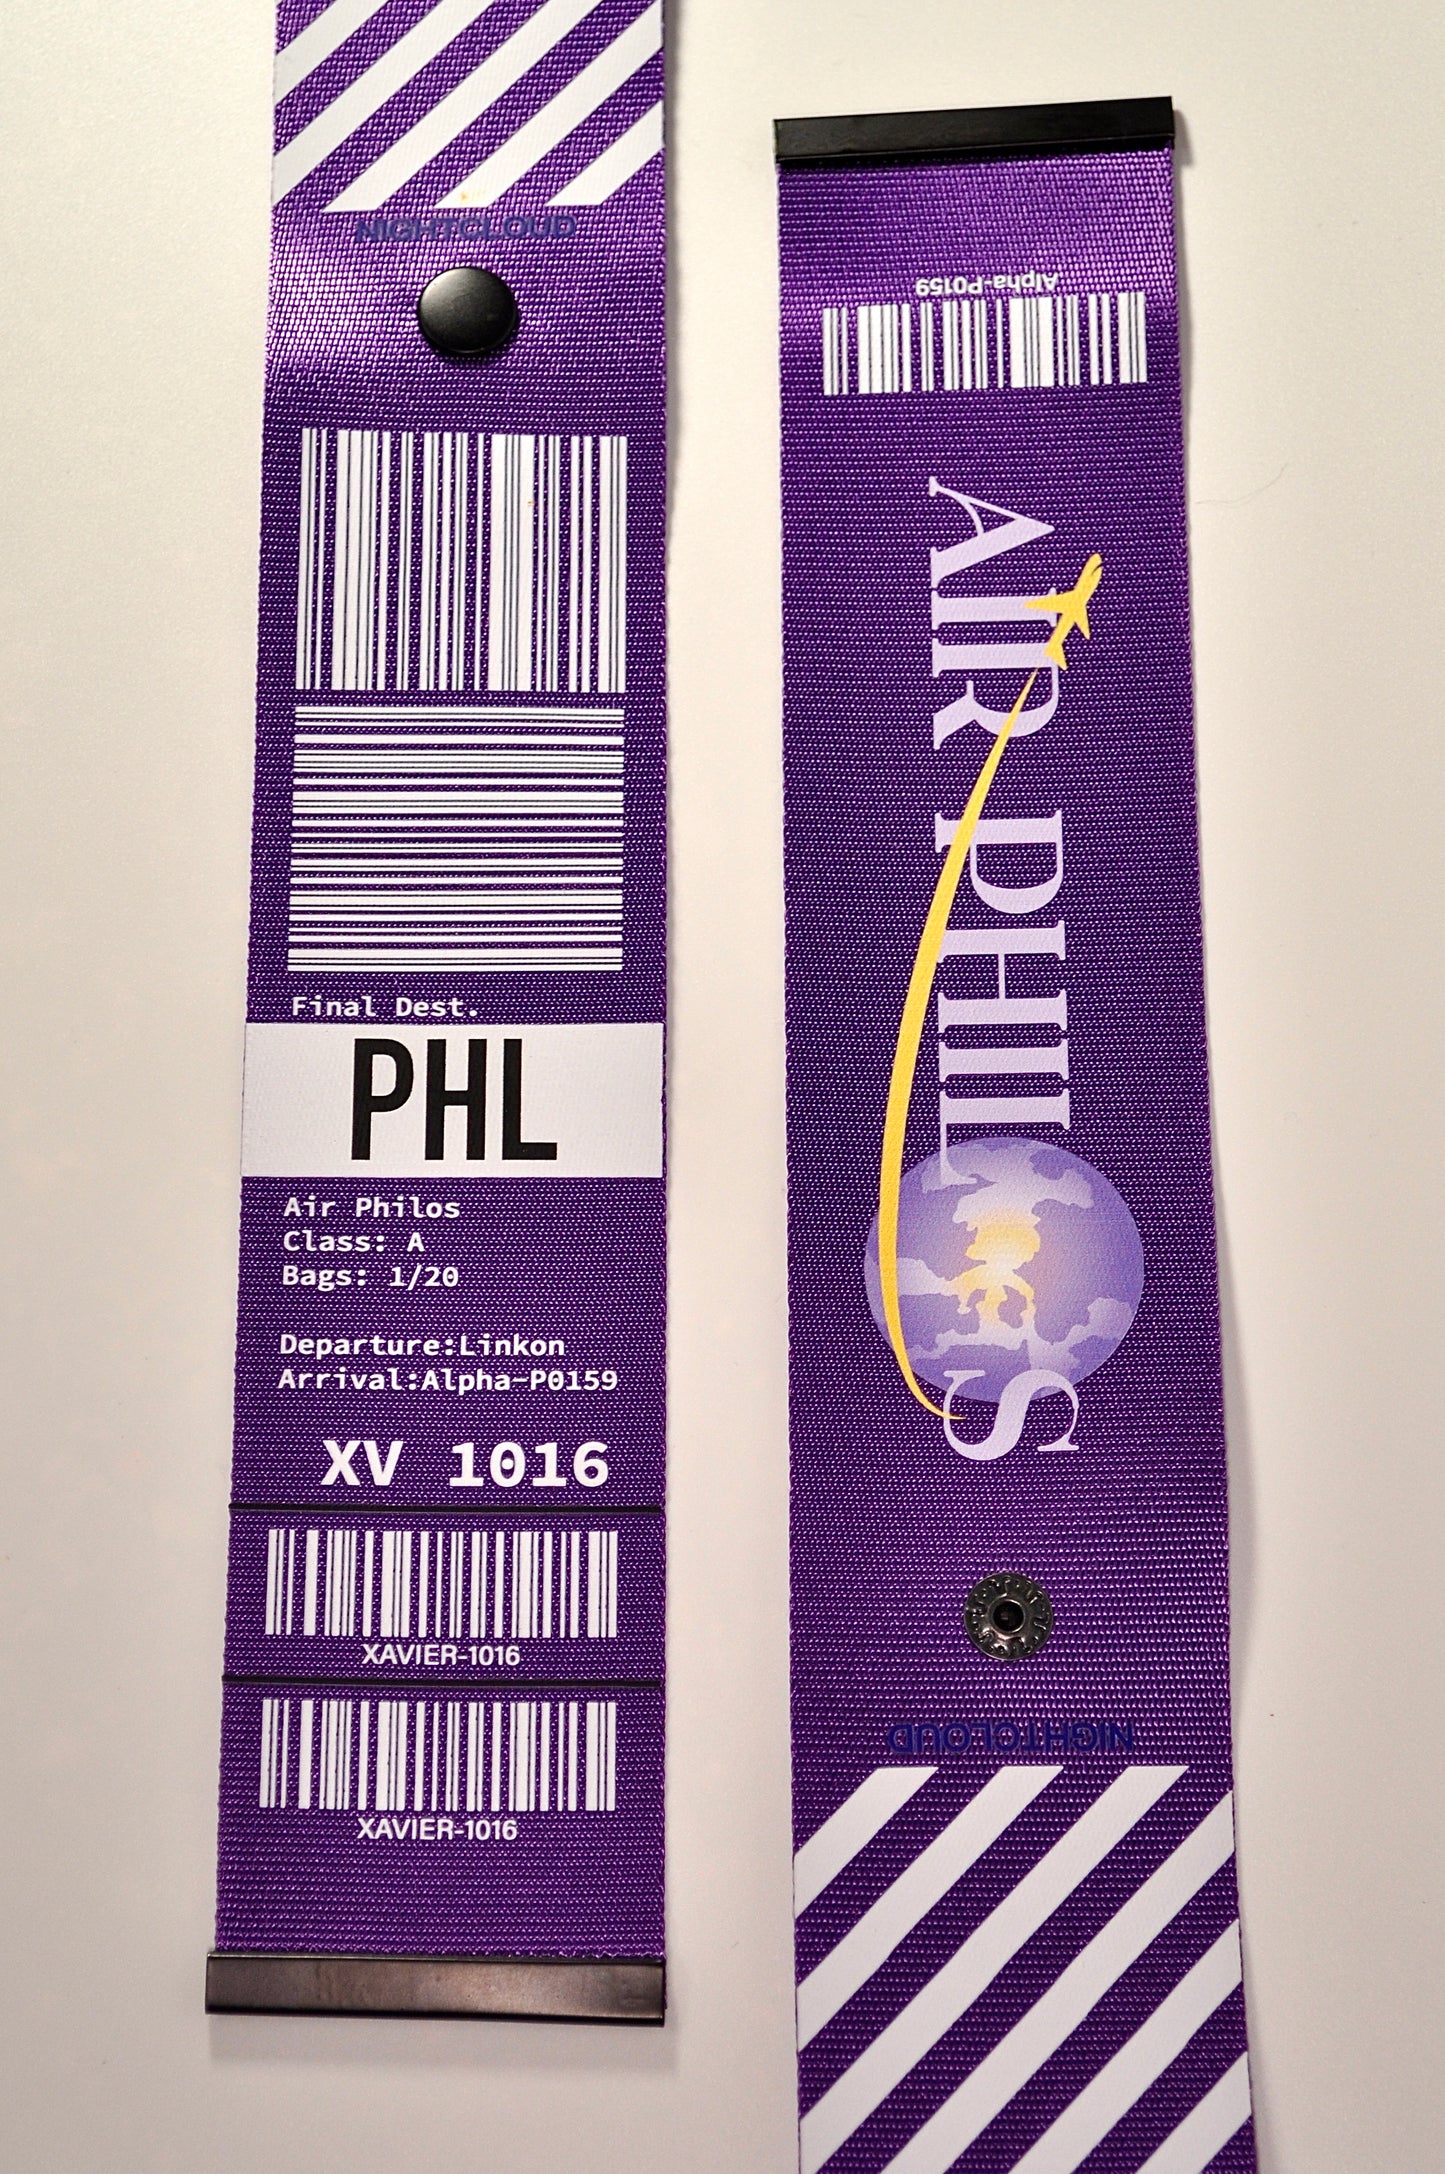 NIGHTCLOUD
Final Dest.
PHL
Air Philos
Class: A
Bags: 1/20
Departure:Linkon
Arrival:Alpha-P0159
XV 1016
XAVIER-1016
XAVIER-1016
Alpha-P0159
AIR PHILOS
NIGHTCLOUD